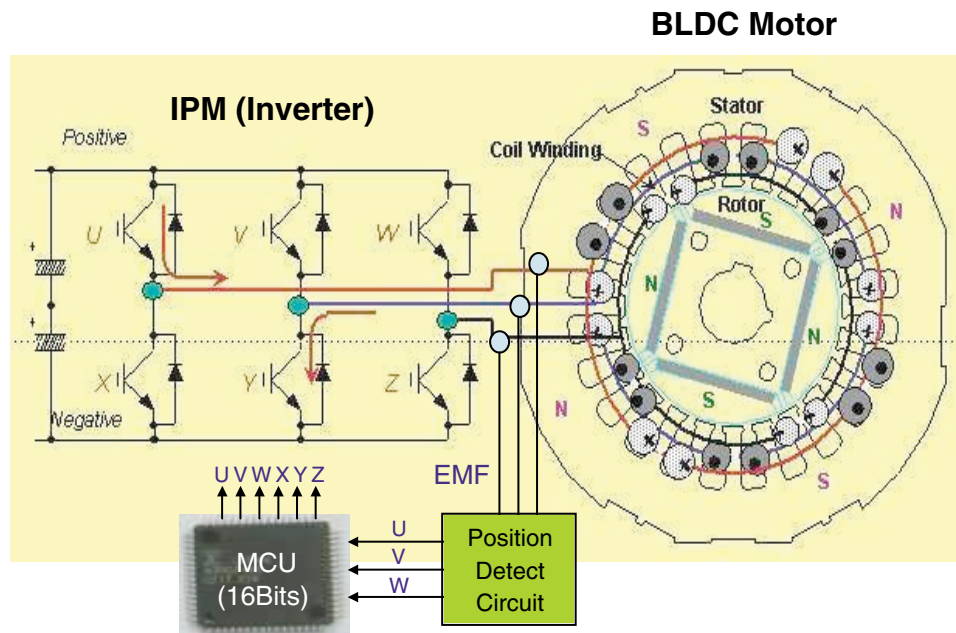 BLDC Motor
IPM (Inverter)
Positive
Stator
S
Coil Winding
Rotor
S
N
U
V
W
N
N
X
Y
Z
N
S
S
Negative
EMF
U V W X Y Z
MCU
(16Bits)
U
V
W
Position
Detect
Circuit